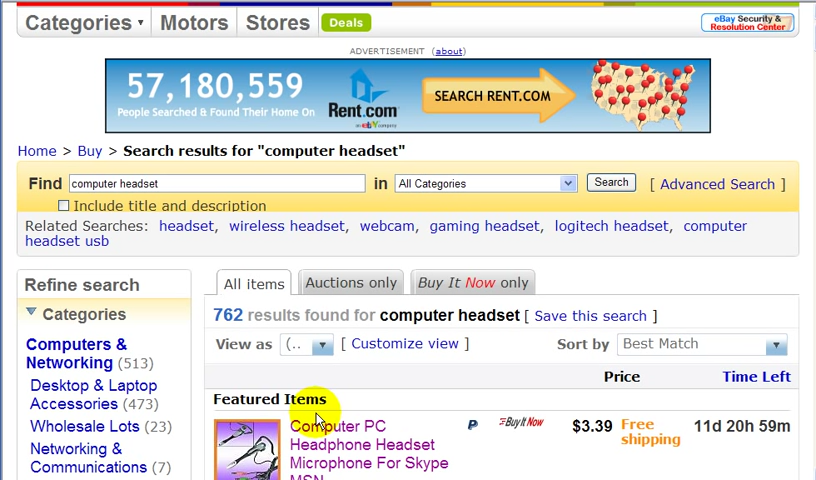 Categories ▾ Motors Stores Deals
eBay Security &
Resolution Center
ADVERTISEMENT (about)
57,180,559
People Searched & Found Their Home On
Rent.com
an ebY company
SEARCH RENT.COM
Home > Buy > Search results for "computer headset"
Find computer headset in All Categories Search [ Advanced Search ]
Include title and description
Related Searches: headset, wireless headset, webcam, gaming headset, logitech headset, computer
headset usb
Refine search
All items Auctions only Buy It Now only
Categories
762 results found for computer headset [ Save this search ]
View as (.. [ Customize view ] Sort by Best Match
Computers &
Networking (513)
Desktop & Laptop
Accessories (473)
Wholesale Lots (23)
Networking &
Communications (7)
Price Time Left
Featured Items
Computer PC
Headphone Headset
Microphone For Skype
MSN
P Buy It Now $3.39 Free
shipping 11d 20h 59m